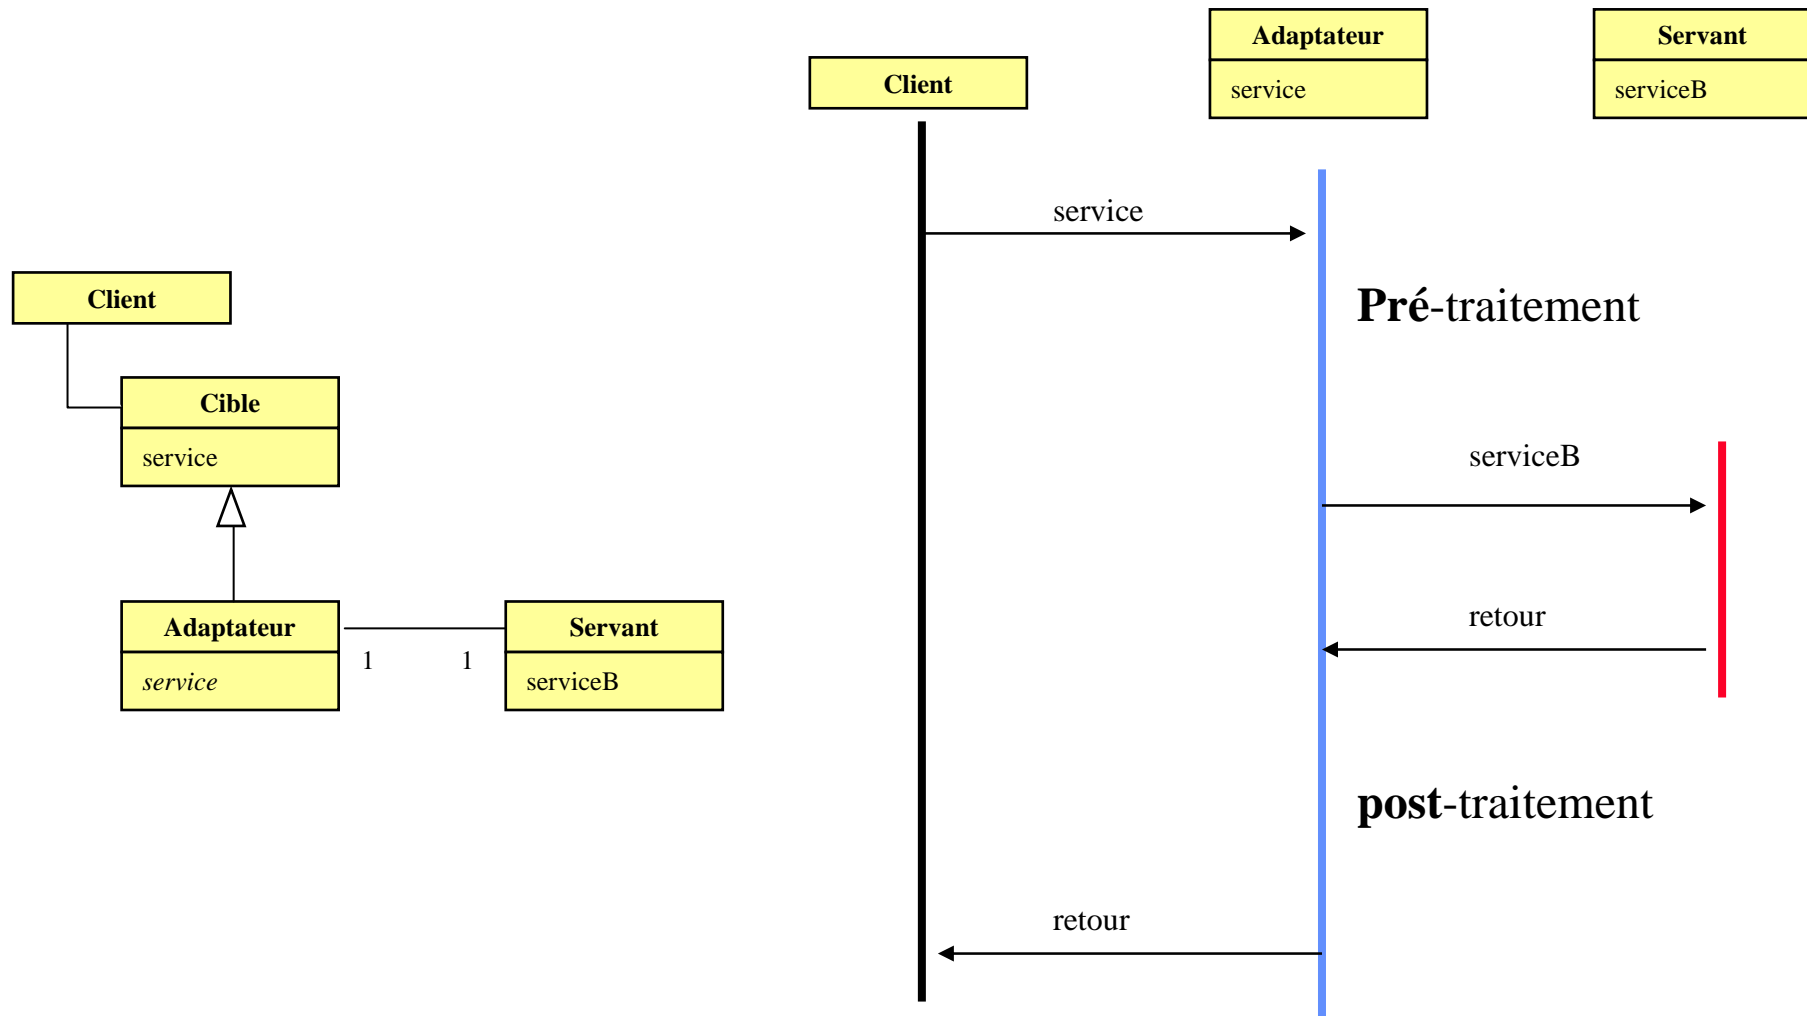 Client
Cible
service
Adaptateur
service
1
1
Servant
serviceB
Client
Adaptateur
service
Servant
serviceB
service
Pré-traitement
serviceB
retour
post-traitement
retour